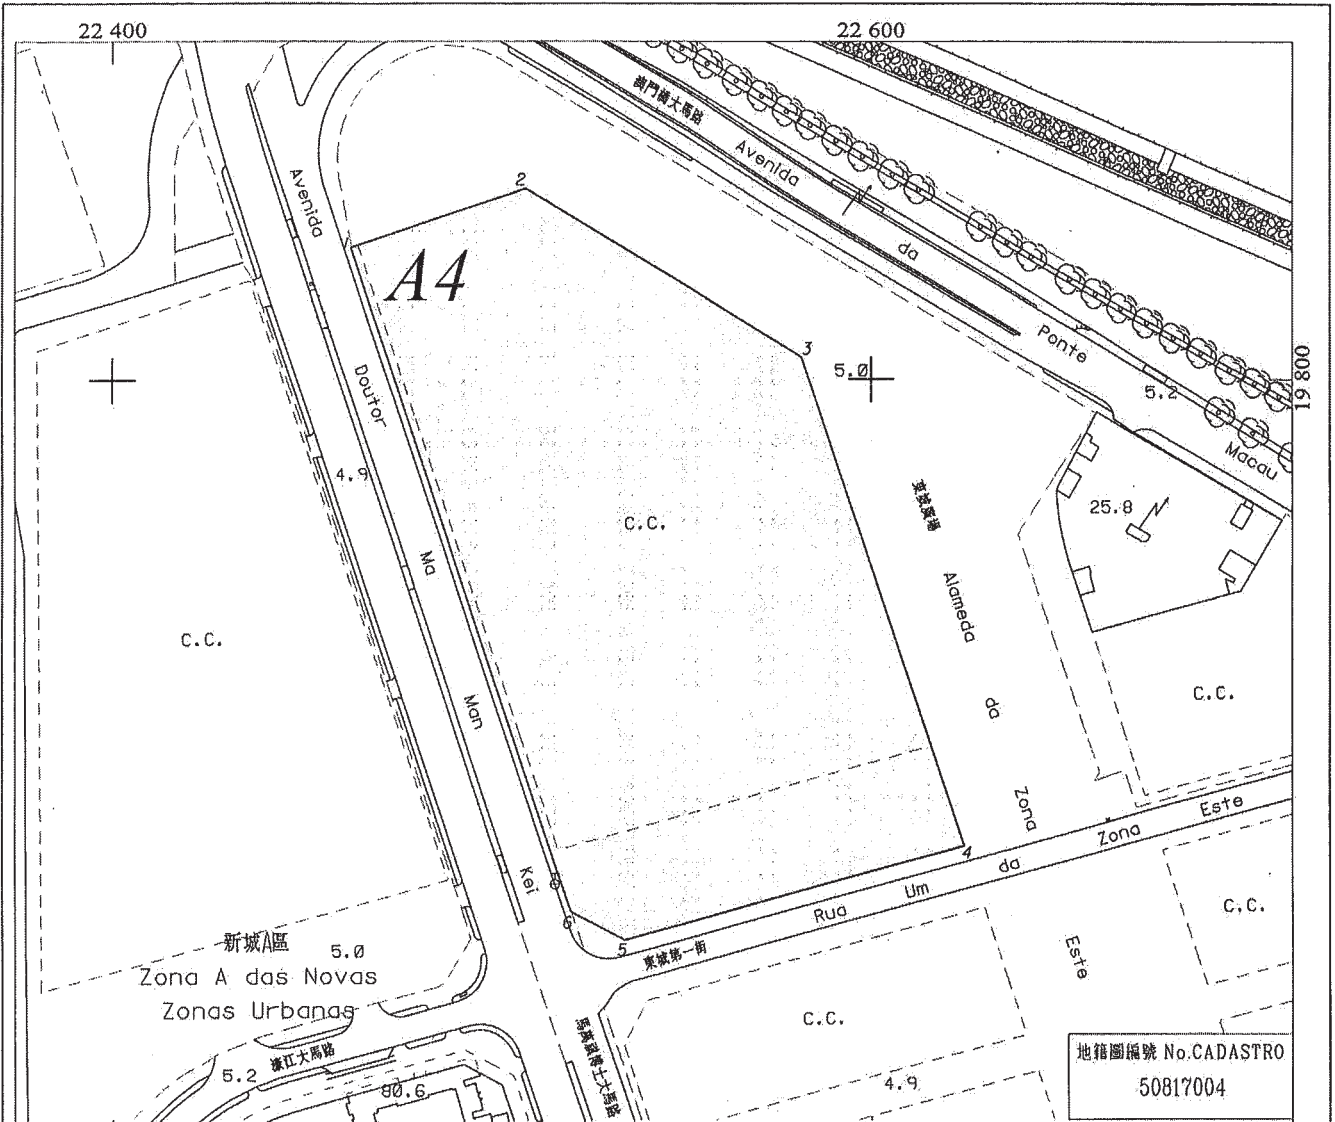 22 400
22 600
19 800
澳門橋大馬路
Avenida da Ponte Macau
Avenida Doutor Ma Man Kei
2
A4
3
5.0
5.2
4.9
C.C.
東城廣場
25.8
Alameda da Zona Este
C.C.
C.C.
4
Rua Um da Zona Este
6
5
東城第一街
C.C.
新城A區
5.0
Zona A das Novas
Zonas Urbanas
C.C.
馬萬祺博士大馬路
濠江大馬路
5.2
80.6
4.9
地籍圖編號 No.CADASTRO
50817004